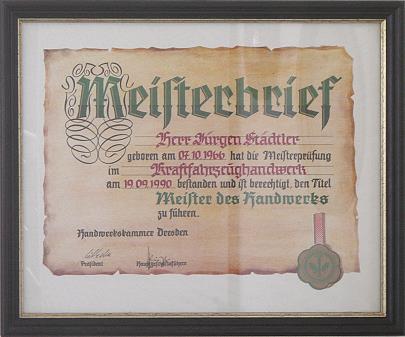 Meisterbrief
Herr Jürgen Städtler
geboren am 07.10.1966 hat die Meisterprüfung
im Kraftfahrzeughandwerk
am 19.09.1990 bestanden und ist berechtigt, den Titel
Meister des Handwerks
zu führen.
Handwerkskammer Dresden
Präsident Hauptgeschäftsführer